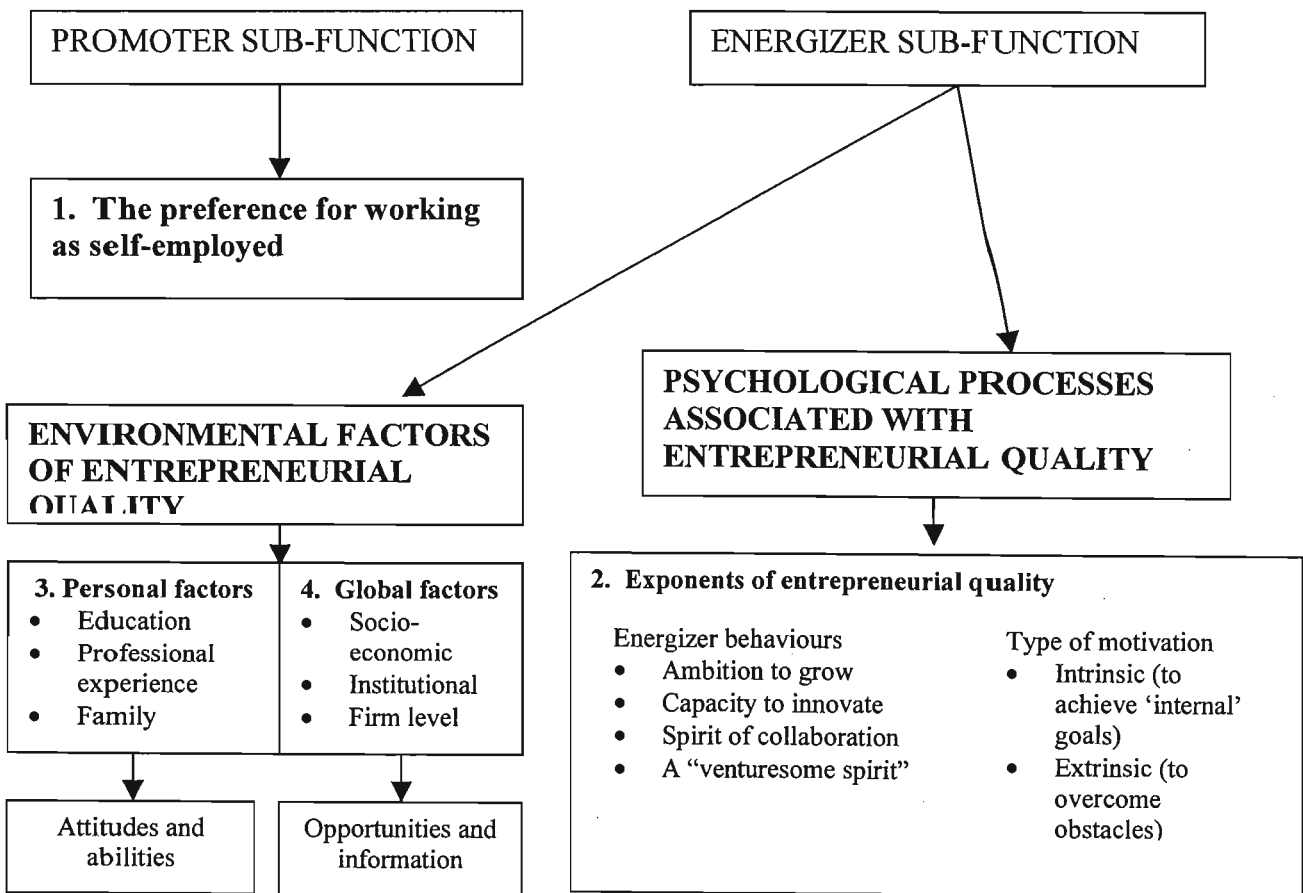 PROMOTER SUB-FUNCTION
ENERGIZER SUB-FUNCTION
1. The preference for working
as self-employed
PSYCHOLOGICAL PROCESSES
ASSOCIATED WITH
ENTREPRENEURIAL QUALITY
ENVIRONMENTAL FACTORS
OF ENTREPRENEURIAL
QUALITY
3. Personal factors
• Education
• Professional
experience
• Family
4. Global factors
• Socio-
economic
• Institutional
• Firm level
Attitudes and
abilities
Opportunities and
information
2. Exponents of entrepreneurial quality
Energizer behaviours
• Ambition to grow
• Capacity to innovate
• Spirit of collaboration
• A “venturesome spirit”
Type of motivation
• Intrinsic (to
achieve ‘internal’
goals)
• Extrinsic (to
overcome
obstacles)